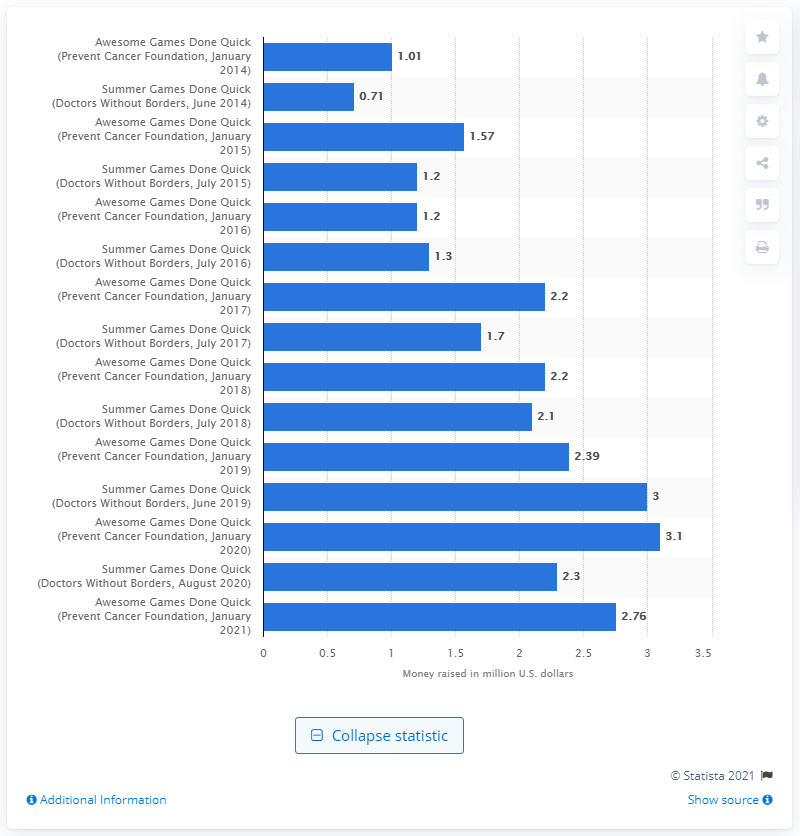 Awesome Games Done Quick
(Prevent Cancer Foundation, January
2014)
1.01
Summer Games Done Quick
(Doctors Without Borders, June 2014)
0.71
Awesome Games Done Quick
(Prevent Cancer Foundation, January
2015)
1.57
Summer Games Done Quick
(Doctors Without Borders, July 2015)
1.2
Awesome Games Done Quick
(Prevent Cancer Foundation, January
2016)
1.2
Summer Games Done Quick
(Doctors Without Borders, July 2016)
1.3
Awesome Games Done Quick
(Prevent Cancer Foundation, January
2017)
2.2
Summer Games Done Quick
(Doctors Without Borders, July 2017)
1.7
Awesome Games Done Quick
(Prevent Cancer Foundation, January
2018)
2.2
Summer Games Done Quick
(Doctors Without Borders, July 2018)
2.1
Awesome Games Done Quick
(Prevent Cancer Foundation, January
2019)
2.39
Summer Games Done Quick
(Doctors Without Borders, June 2019)
3
Awesome Games Done Quick
(Prevent Cancer Foundation, January
2020)
3.1
Summer Games Done Quick
(Doctors Without Borders, August 2020)
2.3
Awesome Games Done Quick
(Prevent Cancer Foundation, January
2021)
2.76
0 0.5 1 1.5 2 2.5 3 3.5
Money raised in million U.S. dollars
Collapse statistic
© Statista 2021
Additional Information
Show source